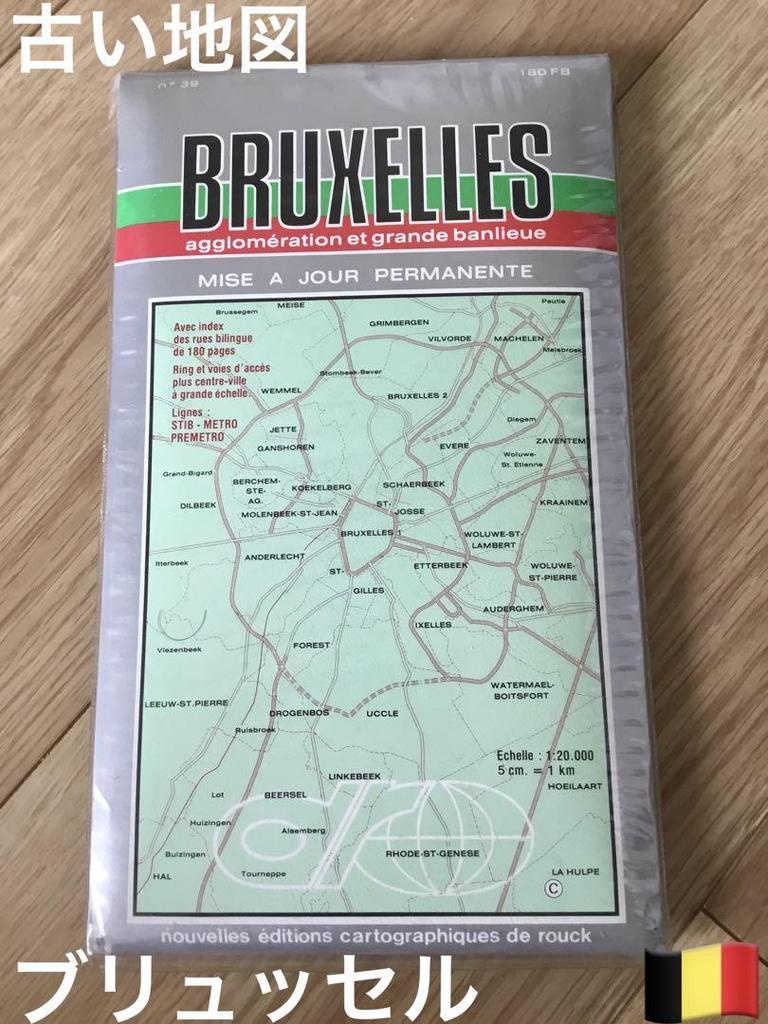 古い地図
n° 39
180 FB
BRUXELLES
agglomération et grande banlieue
MISE A JOUR PERMANENTE
Avec index
des rues bilingue
de 180 pages
Ring et voies d'accès
plus centre-ville
à grande échelle.
Lignes :
STIB - METRO
PREMETRO
Brussegem
MEISE
Peutie
GRIMBERGEN
VILVORDE
MACHELEN
Melsbroek
Strombeek-Bever
WEMMEL
BRUXELLES 2
JETTE
Diegem
GANSHOREN
EVERE
ZAVENTEM
Woluwe-
St. Etienne
Grand-Bigard
BERCHEM-
STE-
AG.
KOEKELBERG
SCHAERBEEK
DILBEEK
MOLENBEEK-ST-JEAN
ST-
JOSSE
KRAAINEM
BRUXELLES 1
WOLUWE-ST-
LAMBERT
Itterbeek
ANDERLECHT
ETTERBEEK
WOLUWE-
ST-PIERRE
ST-
GILLES
AUDERGHEM
IXELLES
Vlezenbeek
FOREST
WATERMAEL-
BOITSFORT
LEEUW-ST.PIERRE
DROGENBOS
UCCLE
Ruisbroek
Echelle : 1:20.000
5 cm. = 1 km
LINKEBEEK
HOEILAART
Lot
BEERSEL
Huizingen
Alsemberg
Buizingen
RHODE-ST-GENESE
HAL
Tourneppe
LA HULPE
©
dr
nouvelles éditions cartographiques de rouck
ブリュッセル